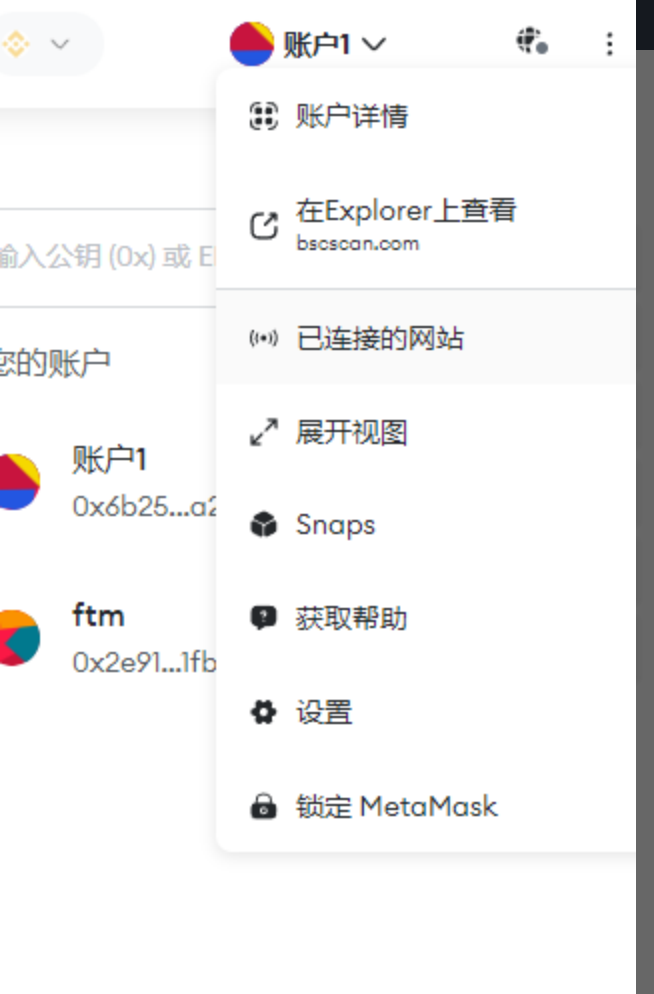 账户1
账户详情
在Explorer上查看
bscscan.com
输入公钥 (0x) 或 E
已连接的网站
您的账户
展开视图
账户1
0x6b25...a2
Snaps
ftm
0x2e91...1fb
获取帮助
设置
锁定 MetaMask